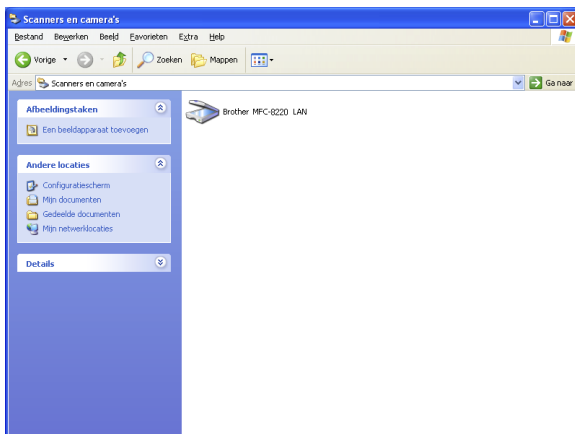 Scanners en camera's
Bestand Bewerken Beeld Favorieten Extra Help
Vorige Zoeken Mappen
Adres Scanners en camera's Ga naar
Afbeeldingstaken
Een beeldapparaat toevoegen
Andere locaties
Configuratiescherm
Mijn documenten
Gedeelde documenten
Mijn netwerklocaties
Details
Brother MFC-8220 LAN